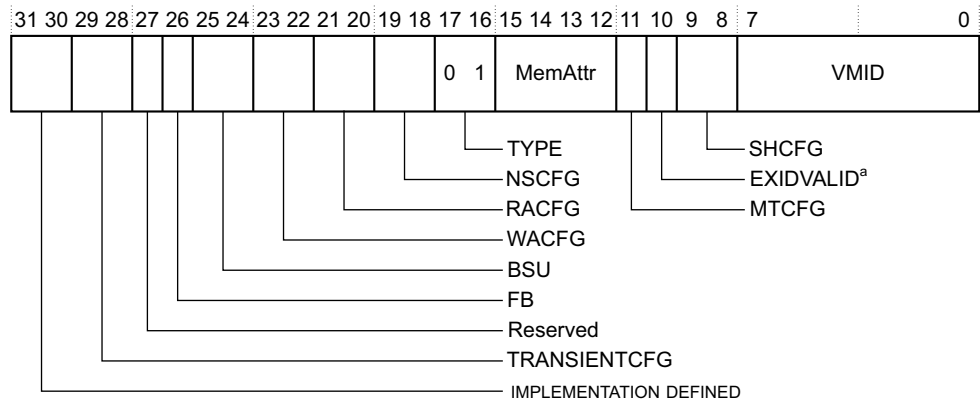 31 30 29 28 27 26 25 24 23 22 21 20 19 18 17 16 15 14 13 12 11 10 9 8 7 0
0 1 MemAttr VMID
TYPE SHCFG
NSCFG EXIDVALIDa
RACFG MTCFG
WACFG
BSU
FB
Reserved
TRANSIENTCFG
IMPLEMENTATION DEFINED